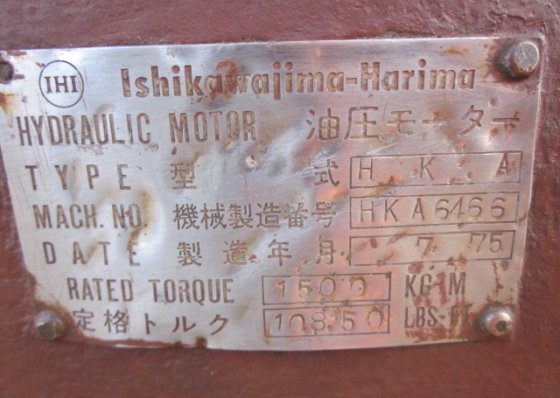 IHI Ishikawajima-Harima
HYDRAULIC MOTOR 油圧モーター
TYPE 型式 H K A
MACH. NO. 機械製造番号 HKA6466
DATE 製造年月 7 75
RATED TORQUE 1500 KG-M
定格トルク 10850 LBS-FT